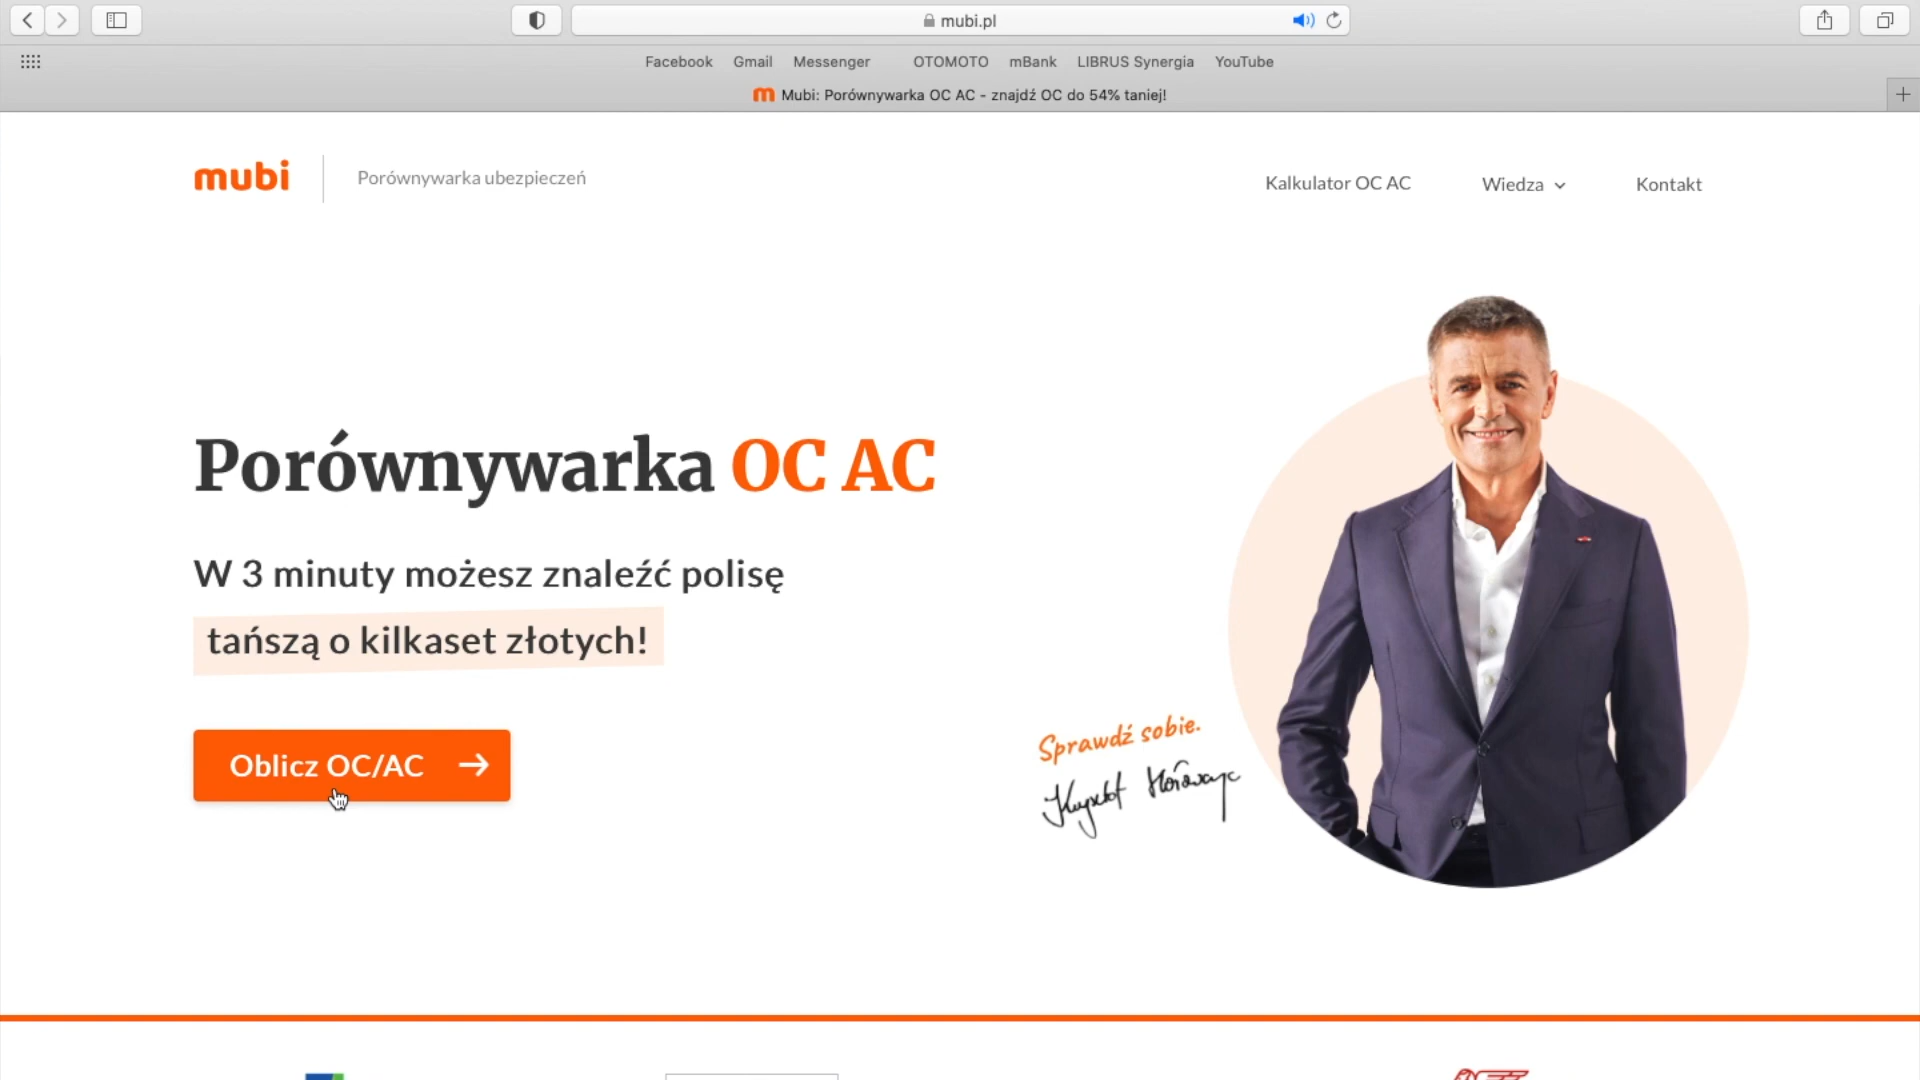 mubi.pl
Facebook Gmail Messenger OTOMOTO mBank LIBRUS Synergia YouTube
Mubi: Porównywarka OC AC - znajdź OC do 54% taniej!
mubi Porównywarka ubezpieczeń Kalkulator OC AC Wiedza Kontakt
Porównywarka OC AC
W 3 minuty możesz znaleźć polisę
tańszą o kilkaset złotych!
Oblicz OC/AC
Sprawdź sobie.